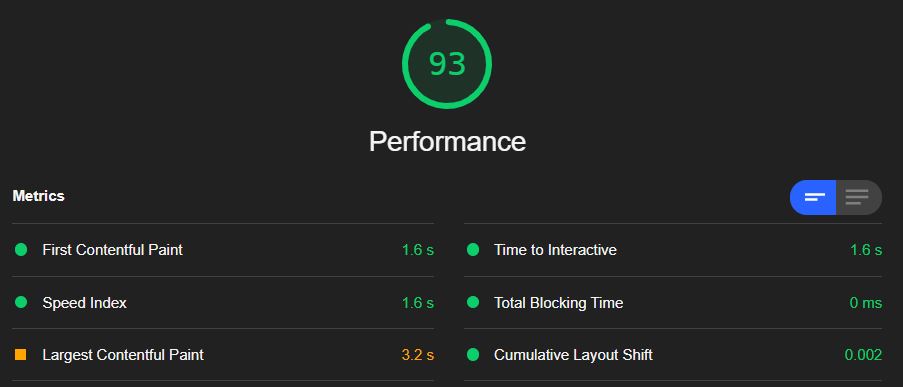 93
Performance
Metrics
First Contentful Paint 1.6 s
Time to Interactive 1.6 s
Speed Index 1.6 s
Total Blocking Time 0 ms
Largest Contentful Paint 3.2 s
Cumulative Layout Shift 0.002